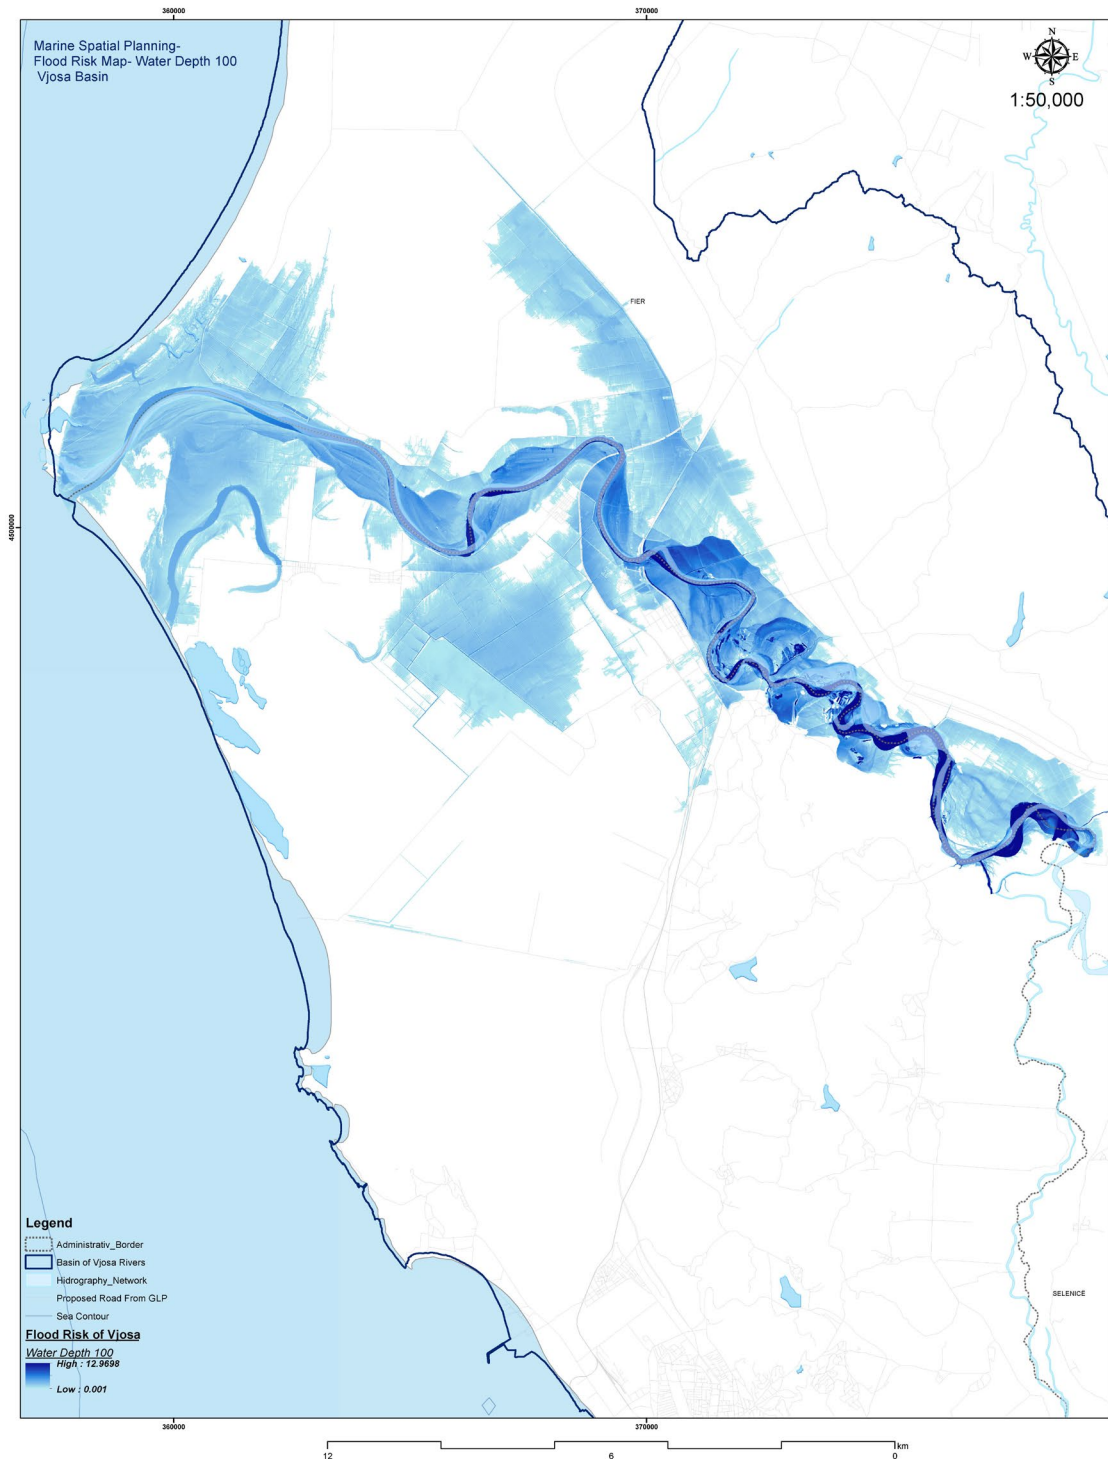 360000
370000
Marine Spatial Planning-
Flood Risk Map- Water Depth 100
Vjosa Basin
N
W E
S
1:50,000
FIER
4500000
SELENICË
Legend
Administrativ_Border
Basin of Vjosa Rivers
Hidrography_Network
Proposed Road From GLP
Sea Contour
Flood Risk of Vjosa
Water Depth 100
High : 12.9698
Low : 0.001
360000
370000
km
12 6 0